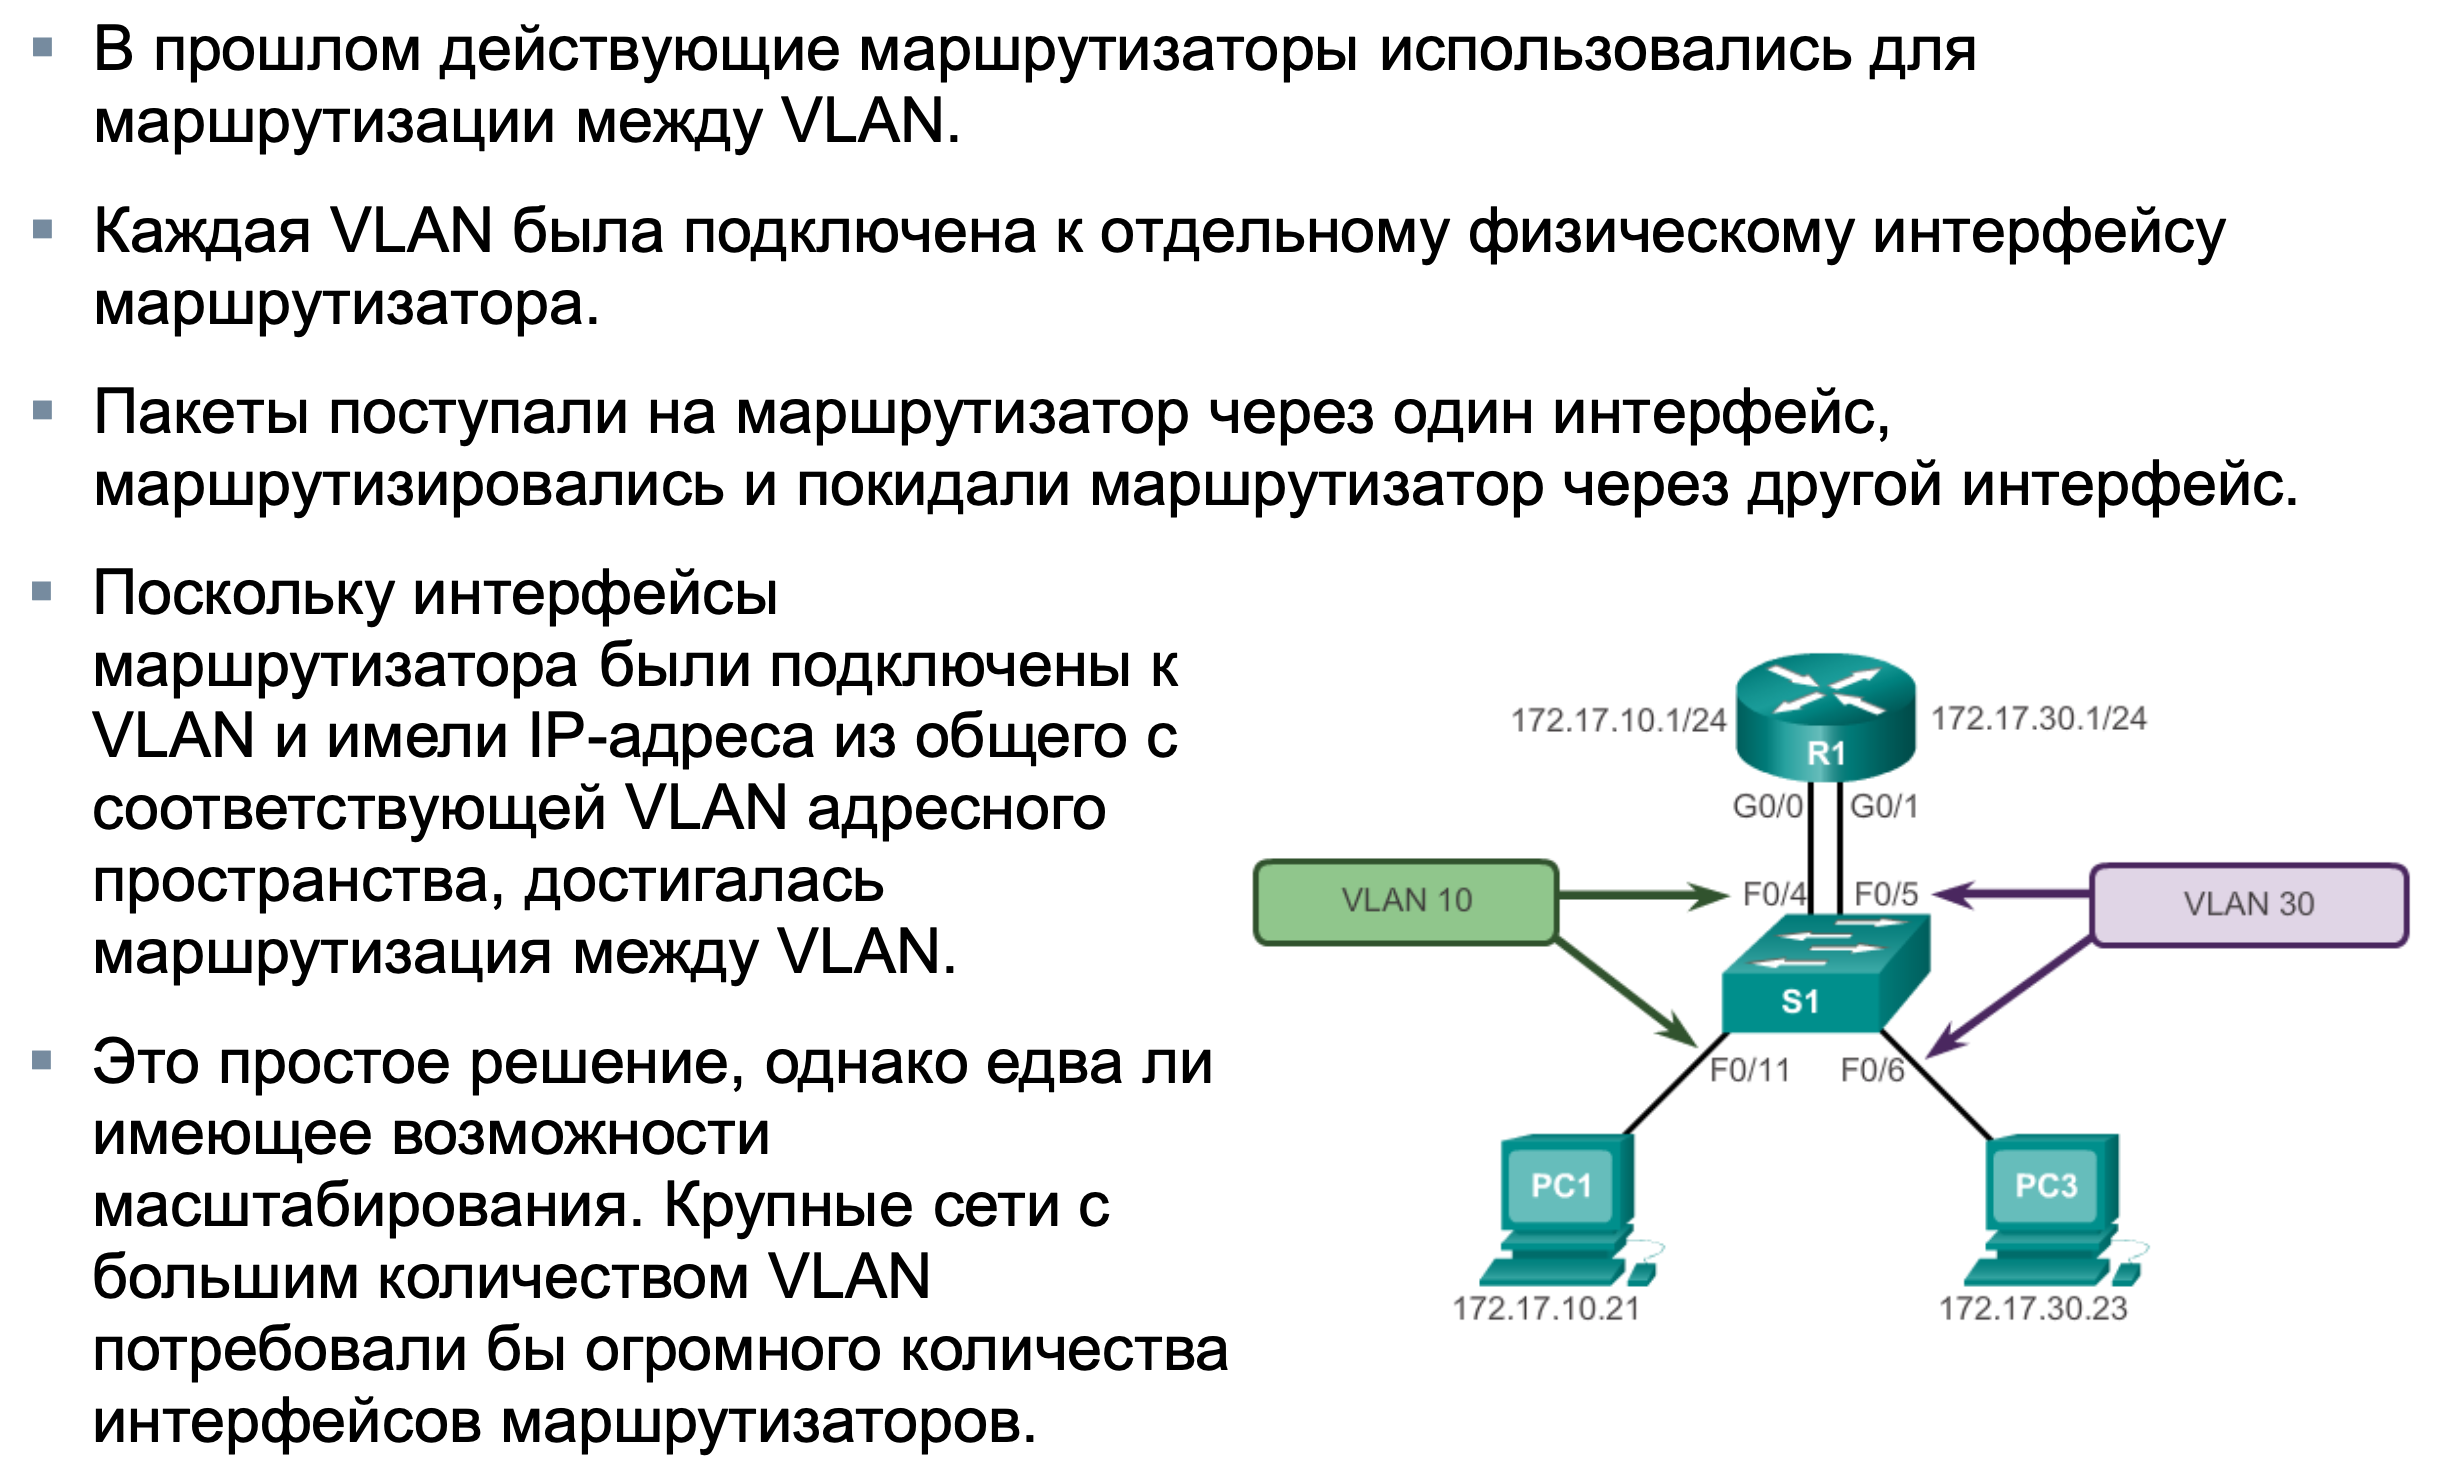 В прошлом действующие маршрутизаторы использовались для
маршрутизации между VLAN.
Каждая VLAN была подключена к отдельному физическому интерфейсу
маршрутизатора.
Пакеты поступали на маршрутизатор через один интерфейс,
маршрутизировались и покидали маршрутизатор через другой интерфейс.
Поскольку интерфейсы
маршрутизатора были подключены к
VLAN и имели IP-адреса из общего с
соответствующей VLAN адресного
пространства, достигалась
маршрутизация между VLAN.
Это простое решение, однако едва ли
имеющее возможности
масштабирования. Крупные сети с
большим количеством VLAN
потребовали бы огромного количества
интерфейсов маршрутизаторов.
172.17.10.1/24
172.17.30.1/24
R1
G0/0
G0/1
VLAN 10
F0/4
F0/5
VLAN 30
S1
F0/11
F0/6
PC1
PC3
172.17.10.21
172.17.30.23